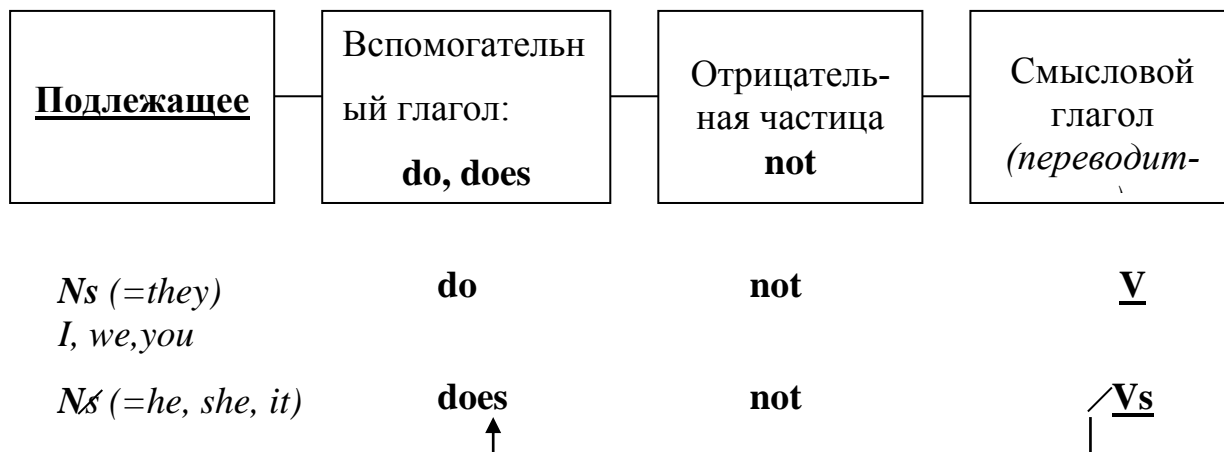 Подлежащее
Вспомогательн
ый глагол:
do, does
Отрицатель-
ная частица
not
Смысловой
глагол
(переводит-
Ns (=they) do not V
I, we,you
Ns (=he, she, it) does not Vs